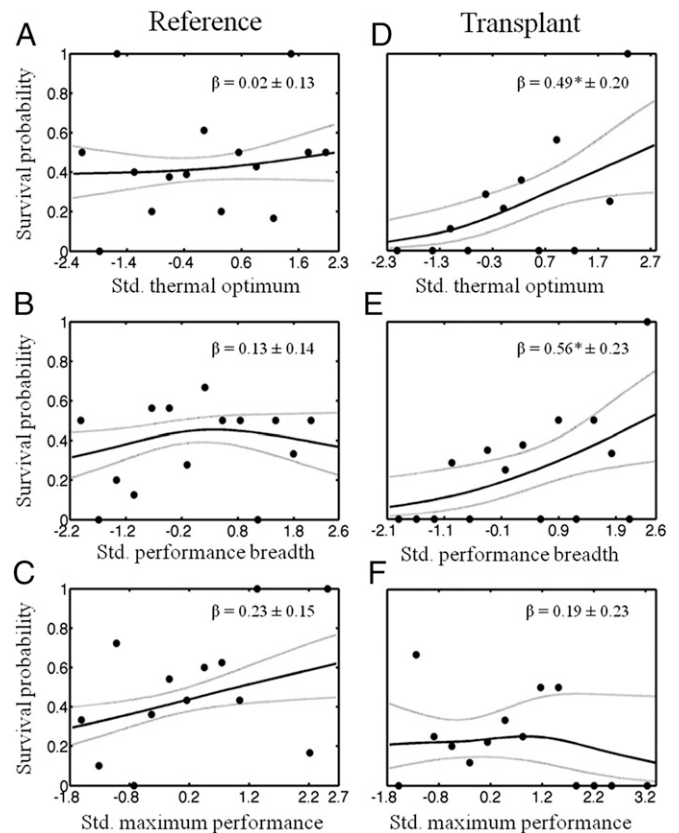 Reference
Transplant
A
D
1
0.8
0.6
0.4
0.2
0
Survival probability
β = 0.02 ± 0.13
-2.4 -1.4 -0.4 0.6 1.6 2.3
Std. thermal optimum
β = 0.49* ± 0.20
-2.3 -1.3 -0.3 0.7 1.7 2.7
Std. thermal optimum
B
E
1
0.8
0.6
0.4
0.2
0
Survival probability
β = 0.13 ± 0.14
-2.2 -1.2 -0.2 0.8 1.8 2.6
Std. performance breadth
β = 0.56* ± 0.23
-2.1 -1.1 -0.1 0.9 1.9 2.6
Std. performance breadth
C
F
1
0.8
0.6
0.4
0.2
0
Survival probability
β = 0.23 ± 0.15
-1.8 -0.8 0.2 1.2 2.2 2.7
Std. maximum performance
β = 0.19 ± 0.23
-1.8 -0.8 0.2 1.2 2.2 3.2
Std. maximum performance